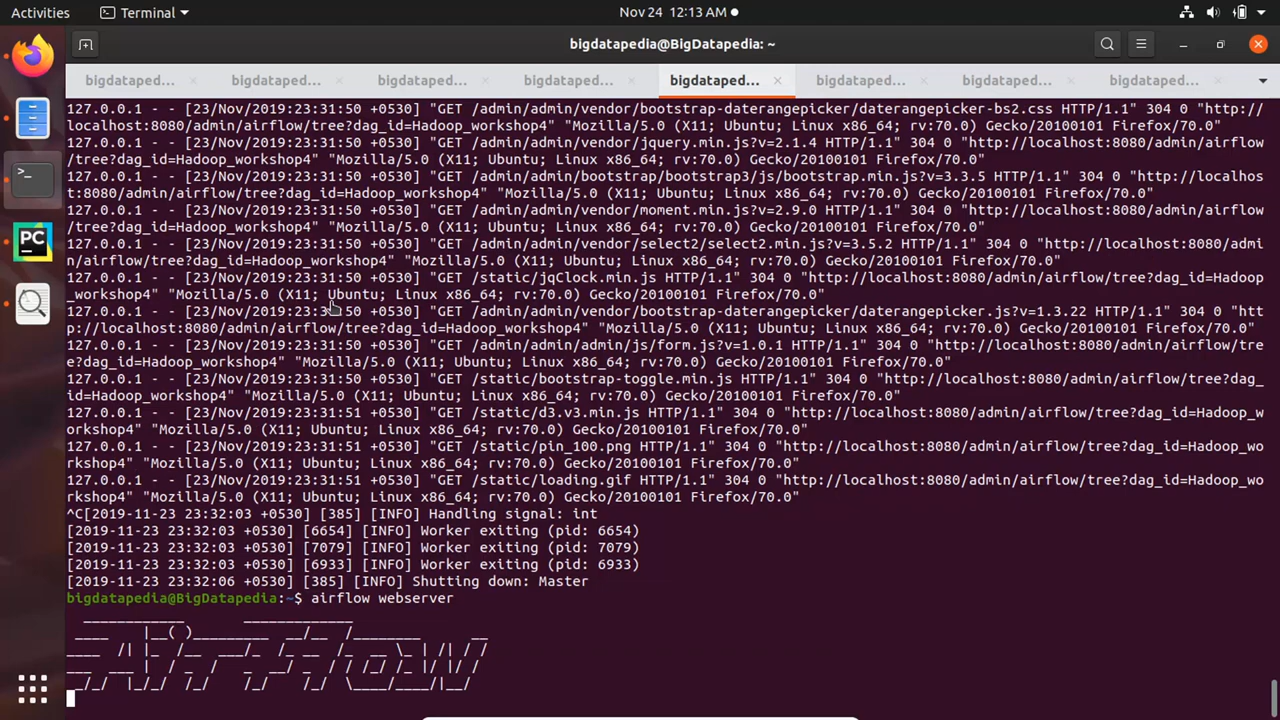 Activities
Terminal
Nov 24 12:13 AM
bigdatapedia@BigDatapedia: ~
bigdataped...
bigdataped...
bigdataped...
bigdataped...
bigdataped...
bigdataped...
bigdataped...
bigdataped...
127.0.0.1 - - [23/Nov/2019:23:31:50 +0530] "GET /admin/admin/vendor/bootstrap-daterangepicker/daterangepicker-bs2.css HTTP/1.1" 304 0 "http://
localhost:8080/admin/airflow/tree?dag_id=Hadoop_workshop4" "Mozilla/5.0 (X11; Ubuntu; Linux x86_64; rv:70.0) Gecko/20100101 Firefox/70.0"
127.0.0.1 - - [23/Nov/2019:23:31:50 +0530] "GET /admin/admin/vendor/jquery.min.js?v=2.1.4 HTTP/1.1" 304 0 "http://localhost:8080/admin/airflow
/tree?dag_id=Hadoop_workshop4" "Mozilla/5.0 (X11; Ubuntu; Linux x86_64; rv:70.0) Gecko/20100101 Firefox/70.0"
127.0.0.1 - - [23/Nov/2019:23:31:50 +0530] "GET /admin/admin/bootstrap/bootstrap3/js/bootstrap.min.js?v=3.3.5 HTTP/1.1" 304 0 "http://localhos
t:8080/admin/airflow/tree?dag_id=Hadoop_workshop4" "Mozilla/5.0 (X11; Ubuntu; Linux x86_64; rv:70.0) Gecko/20100101 Firefox/70.0"
127.0.0.1 - - [23/Nov/2019:23:31:50 +0530] "GET /admin/admin/vendor/moment.min.js?v=2.9.0 HTTP/1.1" 304 0 "http://localhost:8080/admin/airflow
/tree?dag_id=Hadoop_workshop4" "Mozilla/5.0 (X11; Ubuntu; Linux x86_64; rv:70.0) Gecko/20100101 Firefox/70.0"
127.0.0.1 - - [23/Nov/2019:23:31:50 +0530] "GET /admin/admin/vendor/select2/select2.min.js?v=3.5.2 HTTP/1.1" 304 0 "http://localhost:8080/admi
n/airflow/tree?dag_id=Hadoop_workshop4" "Mozilla/5.0 (X11; Ubuntu; Linux x86_64; rv:70.0) Gecko/20100101 Firefox/70.0"
127.0.0.1 - - [23/Nov/2019:23:31:50 +0530] "GET /static/jqClock.min.js HTTP/1.1" 304 0 "http://localhost:8080/admin/airflow/tree?dag_id=Hadoop
_workshop4" "Mozilla/5.0 (X11; Ubuntu; Linux x86_64; rv:70.0) Gecko/20100101 Firefox/70.0"
127.0.0.1 - - [23/Nov/2019:23:31:50 +0530] "GET /admin/admin/vendor/bootstrap-daterangepicker/daterangepicker.js?v=1.3.22 HTTP/1.1" 304 0 "htt
p://localhost:8080/admin/airflow/tree?dag_id=Hadoop_workshop4" "Mozilla/5.0 (X11; Ubuntu; Linux x86_64; rv:70.0) Gecko/20100101 Firefox/70.0"
127.0.0.1 - - [23/Nov/2019:23:31:50 +0530] "GET /admin/admin/admin/js/form.js?v=1.0.1 HTTP/1.1" 304 0 "http://localhost:8080/admin/airflow/tre
e?dag_id=Hadoop_workshop4" "Mozilla/5.0 (X11; Ubuntu; Linux x86_64; rv:70.0) Gecko/20100101 Firefox/70.0"
127.0.0.1 - - [23/Nov/2019:23:31:50 +0530] "GET /static/bootstrap-toggle.min.js HTTP/1.1" 304 0 "http://localhost:8080/admin/airflow/tree?dag_
id=Hadoop_workshop4" "Mozilla/5.0 (X11; Ubuntu; Linux x86_64; rv:70.0) Gecko/20100101 Firefox/70.0"
127.0.0.1 - - [23/Nov/2019:23:31:51 +0530] "GET /static/d3.v3.min.js HTTP/1.1" 304 0 "http://localhost:8080/admin/airflow/tree?dag_id=Hadoop_w
orkshop4" "Mozilla/5.0 (X11; Ubuntu; Linux x86_64; rv:70.0) Gecko/20100101 Firefox/70.0"
127.0.0.1 - - [23/Nov/2019:23:31:51 +0530] "GET /static/pin_100.png HTTP/1.1" 304 0 "http://localhost:8080/admin/airflow/tree?dag_id=Hadoop_wo
rkshop4" "Mozilla/5.0 (X11; Ubuntu; Linux x86_64; rv:70.0) Gecko/20100101 Firefox/70.0"
127.0.0.1 - - [23/Nov/2019:23:31:51 +0530] "GET /static/loading.gif HTTP/1.1" 304 0 "http://localhost:8080/admin/airflow/tree?dag_id=Hadoop_wo
rkshop4" "Mozilla/5.0 (X11; Ubuntu; Linux x86_64; rv:70.0) Gecko/20100101 Firefox/70.0"
^C[2019-11-23 23:32:03 +0530] [385] [INFO] Handling signal: int
[2019-11-23 23:32:03 +0530] [6654] [INFO] Worker exiting (pid: 6654)
[2019-11-23 23:32:03 +0530] [7079] [INFO] Worker exiting (pid: 7079)
[2019-11-23 23:32:03 +0530] [6933] [INFO] Worker exiting (pid: 6933)
[2019-11-23 23:32:06 +0530] [385] [INFO] Shutting down: Master
bigdatapedia@BigDatapedia:~$ airflow webserver
Airflow